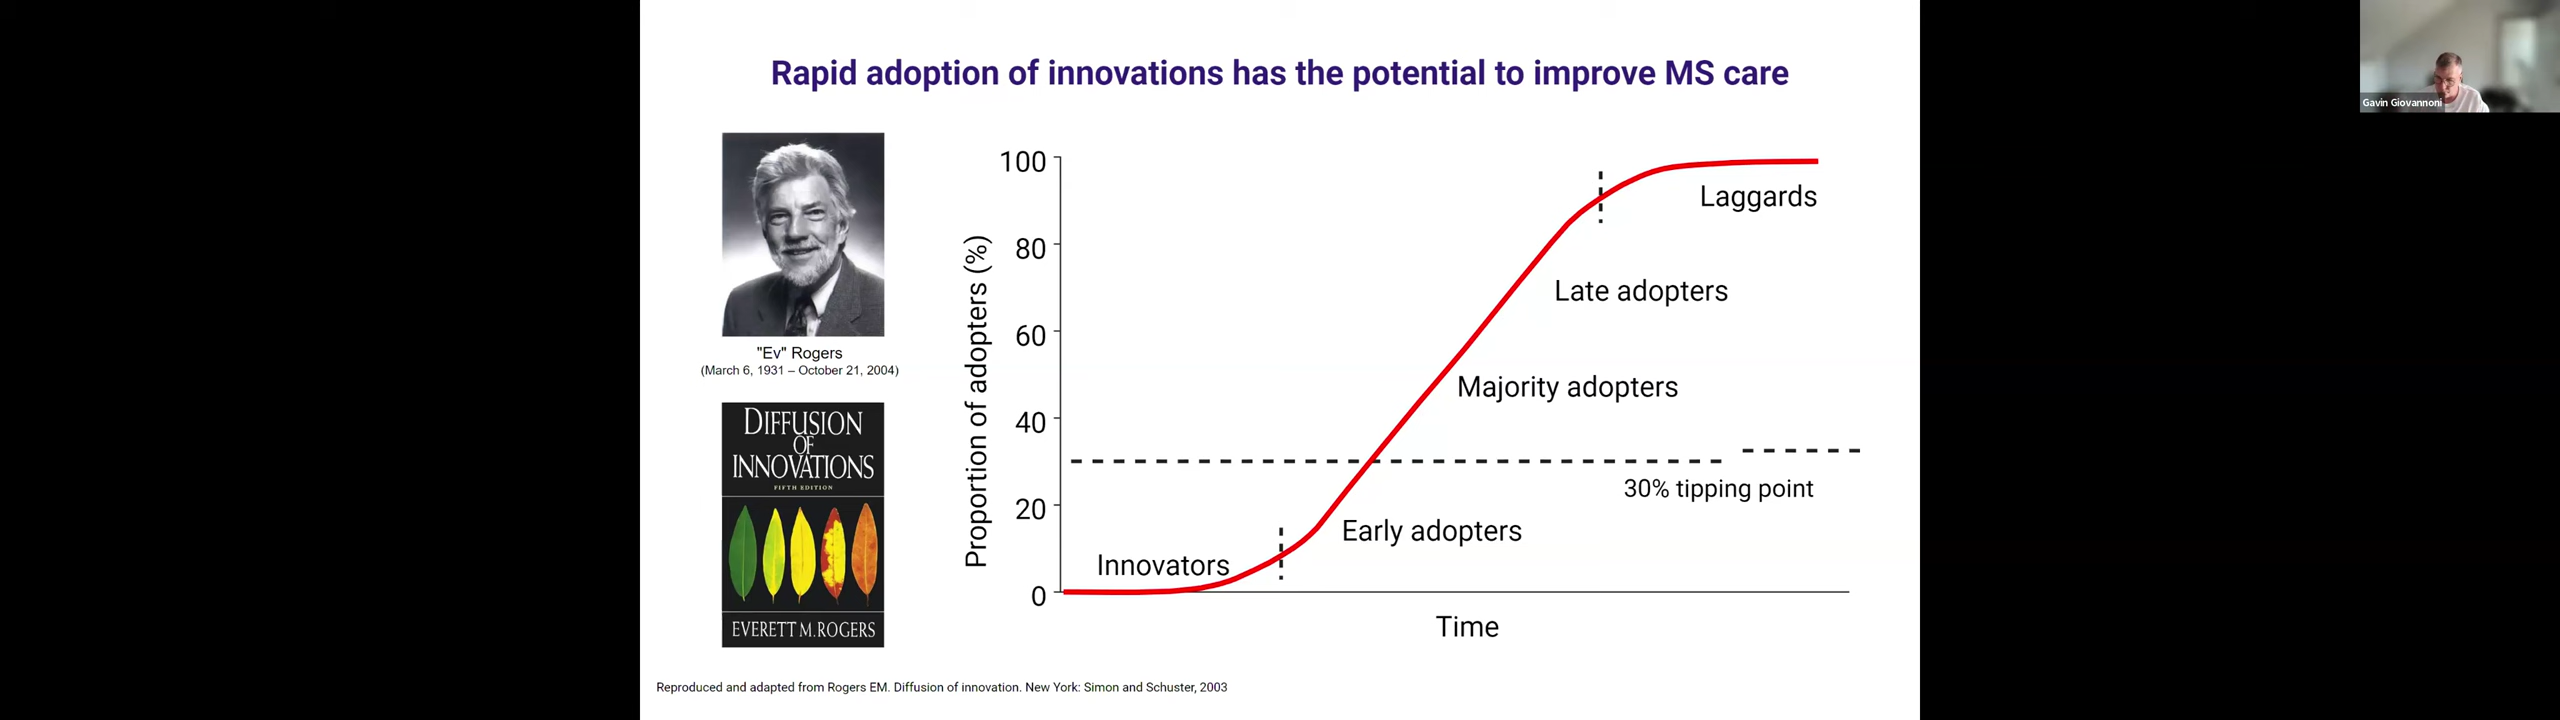 Rapid adoption of innovations has the potential to improve MS care
Gavin Giovannoni
"Ev" Rogers
(March 6, 1931 – October 21, 2004)
DIFFUSION
OF
INNOVATIONS
FIFTH EDITION
EVERETT M. ROGERS
Proportion of adopters (%)
100
80
60
40
20
0
Laggards
Late adopters
Majority adopters
30% tipping point
Early adopters
Innovators
Time
Reproduced and adapted from Rogers EM. Diffusion of innovation. New York: Simon and Schuster, 2003